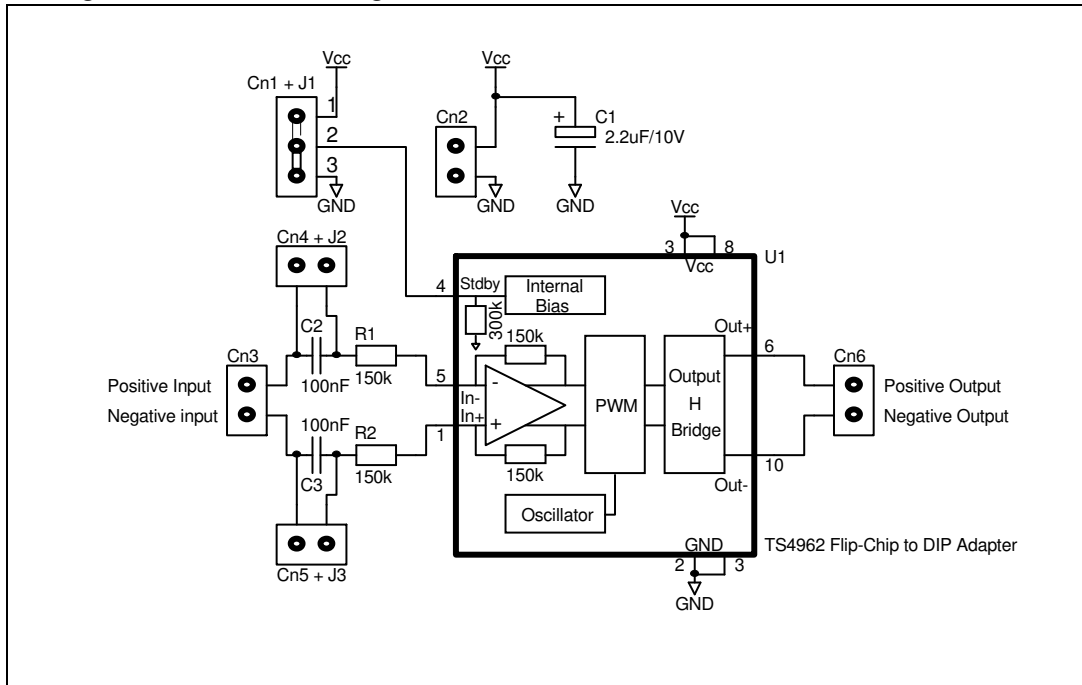 Vcc
Cn1 + J1
1
2
3
GND
Vcc
Cn2
GND
+
C1
2.2uF/10V
GND
Cn4 + J2
Vcc
3
8
Vcc
U1
4
Stdby
Internal
Bias
300k
C2
100nF
R1
150k
Cn3
Positive Input
Negative input
100nF
C3
R2
150k
5
In-
In+
1
-
+
150k
150k
PWM
Output
H
Bridge
Out+
6
Out-
10
Cn6
Positive Output
Negative Output
Oscillator
Cn5 + J3
GND
2
3
GND
TS4962 Flip-Chip to DIP Adapter